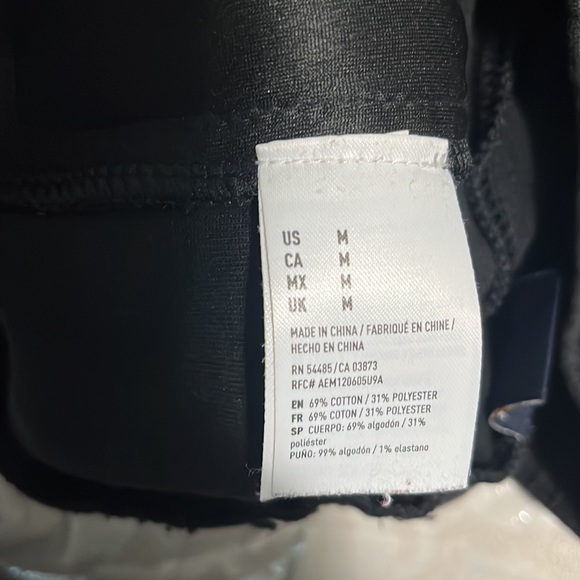 US M
CA M
MX M
UK M
MADE IN CHINA / FABRIQUÉ EN CHINE /
HECHO EN CHINA
RN 54485/CA 03873
RFC# AEM120605U9A
EN 69% COTTON / 31% POLYESTER
FR 69% COTON / 31% POLYESTER
SP CUERPO: 69% algodón / 31%
poliéster
PUÑO: 99% algodón / 1% elastano